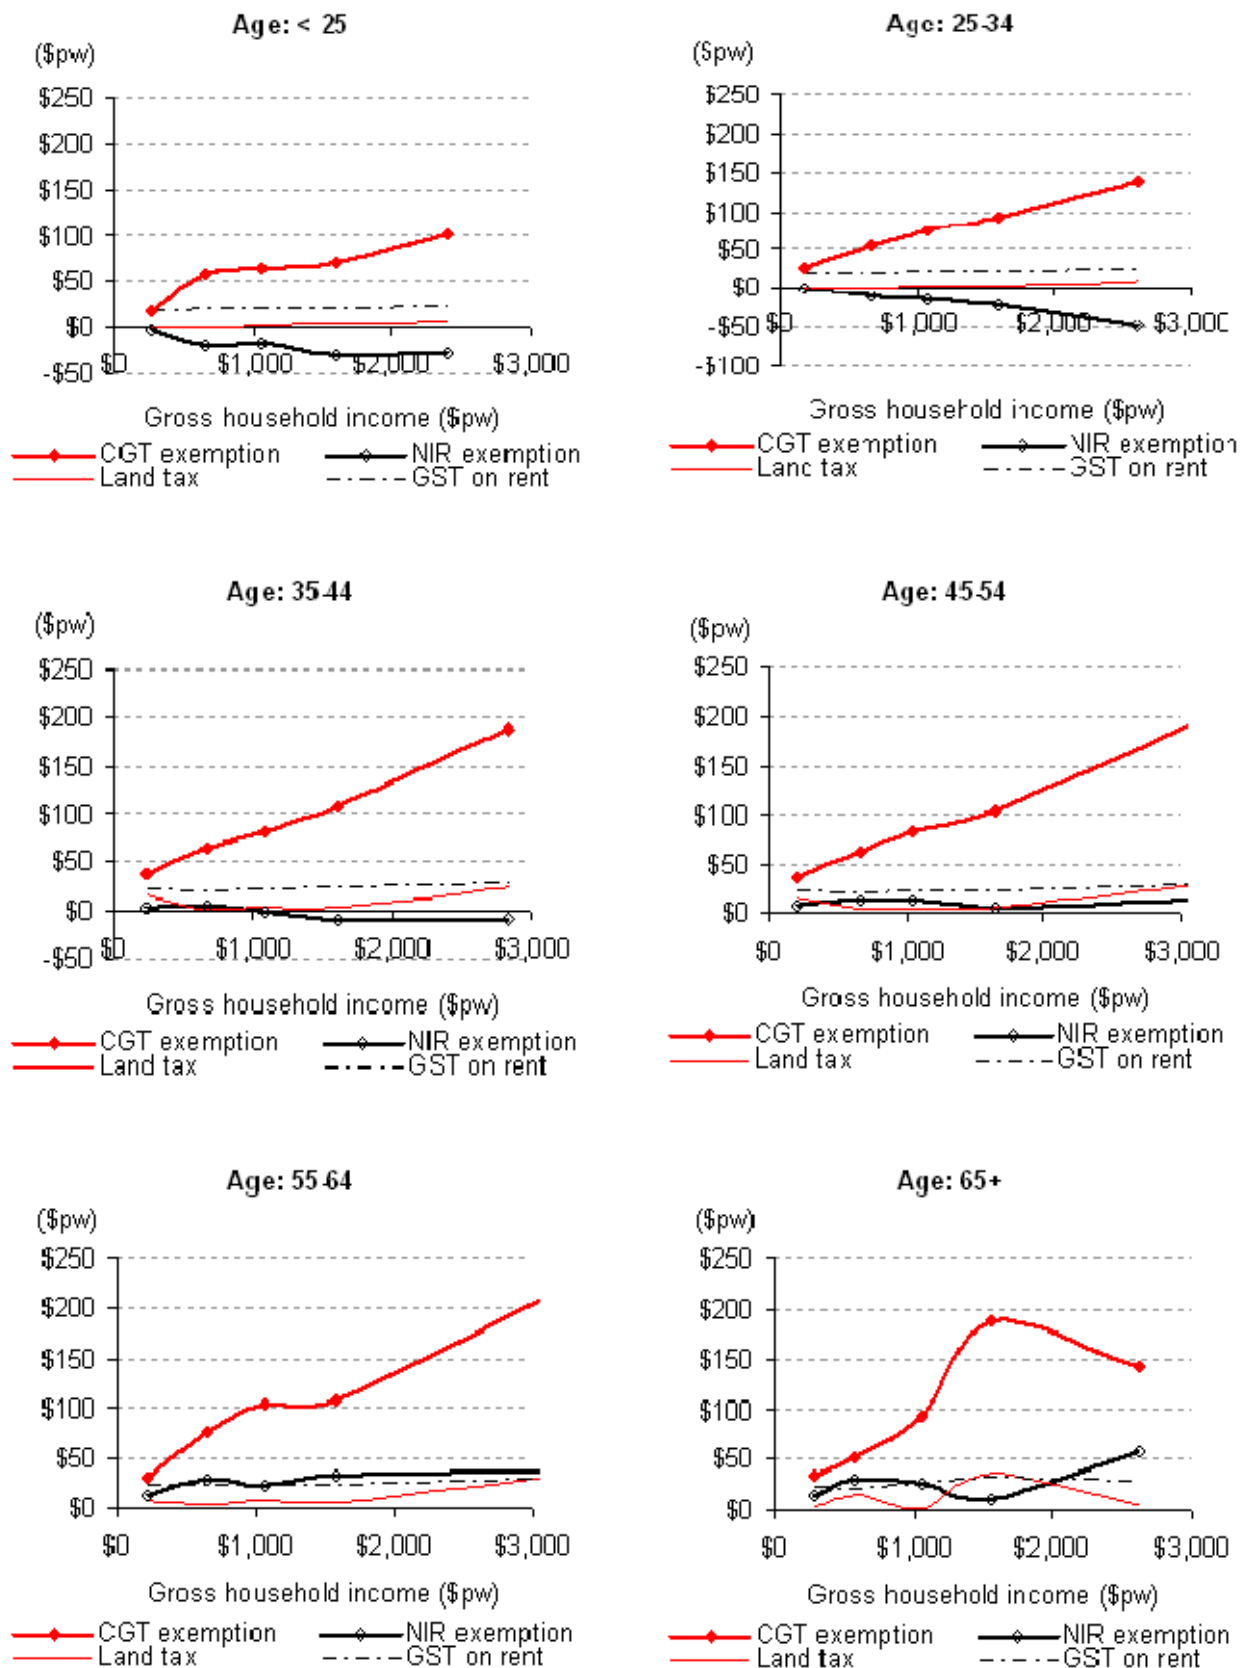 Age: < 25
($pw)
$250
$200
$150
$100
$50
$0
-$50
$0 $1,000 $2,000 $3,000
Gross household income ($pw)
CGT exemption NIR exemption
Land tax GST on rent
Age: 25-34
($pw)
$250
$200
$150
$100
$50
$0
-$50
-$100
$0 $1,000 $2,000 $3,000
Gross household income ($pw)
CGT exemption NIR exemption
Land tax GST on rent
Age: 35-44
($pw)
$250
$200
$150
$100
$50
$0
-$50
$0 $1,000 $2,000 $3,000
Gross household income ($pw)
CGT exemption NIR exemption
Land tax GST on rent
Age: 45-54
($pw)
$250
$200
$150
$100
$50
$0
$0 $1,000 $2,000 $3,000
Gross household income ($pw)
CGT exemption NIR exemption
Land tax GST on rent
Age: 55-64
($pw)
$250
$200
$150
$100
$50
$0
$0 $1,000 $2,000 $3,000
Gross household income ($pw)
CGT exemption NIR exemption
Land tax GST on rent
Age: 65+
($pw)
$250
$200
$150
$100
$50
$0
$0 $1,000 $2,000 $3,000
Gross household income ($pw)
CGT exemption NIR exemption
Land tax GST on rent